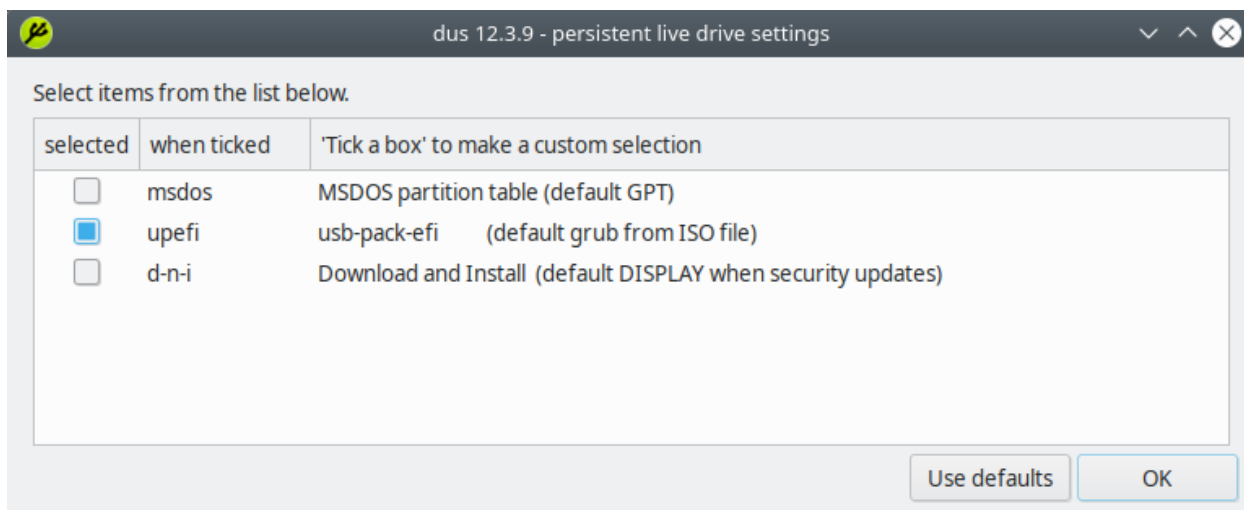 dus 12.3.9 - persistent live drive settings
Select items from the list below.
selected when ticked 'Tick a box' to make a custom selection
msdos MSDOS partition table (default GPT)
upefi usb-pack-efi (default grub from ISO file)
d-n-i Download and Install (default DISPLAY when security updates)
Use defaults OK